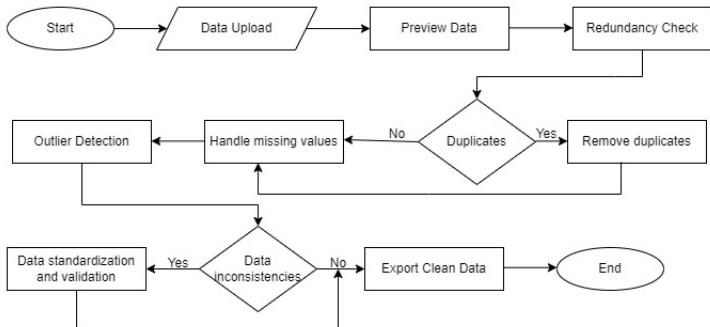 Start
Data Upload
Preview Data
Redundancy Check
Outlier Detection
Handle missing values
No
Duplicates
Yes
Remove duplicates
Data standardization
and validation
Yes
Data
inconsistencies
No
Export Clean Data
End